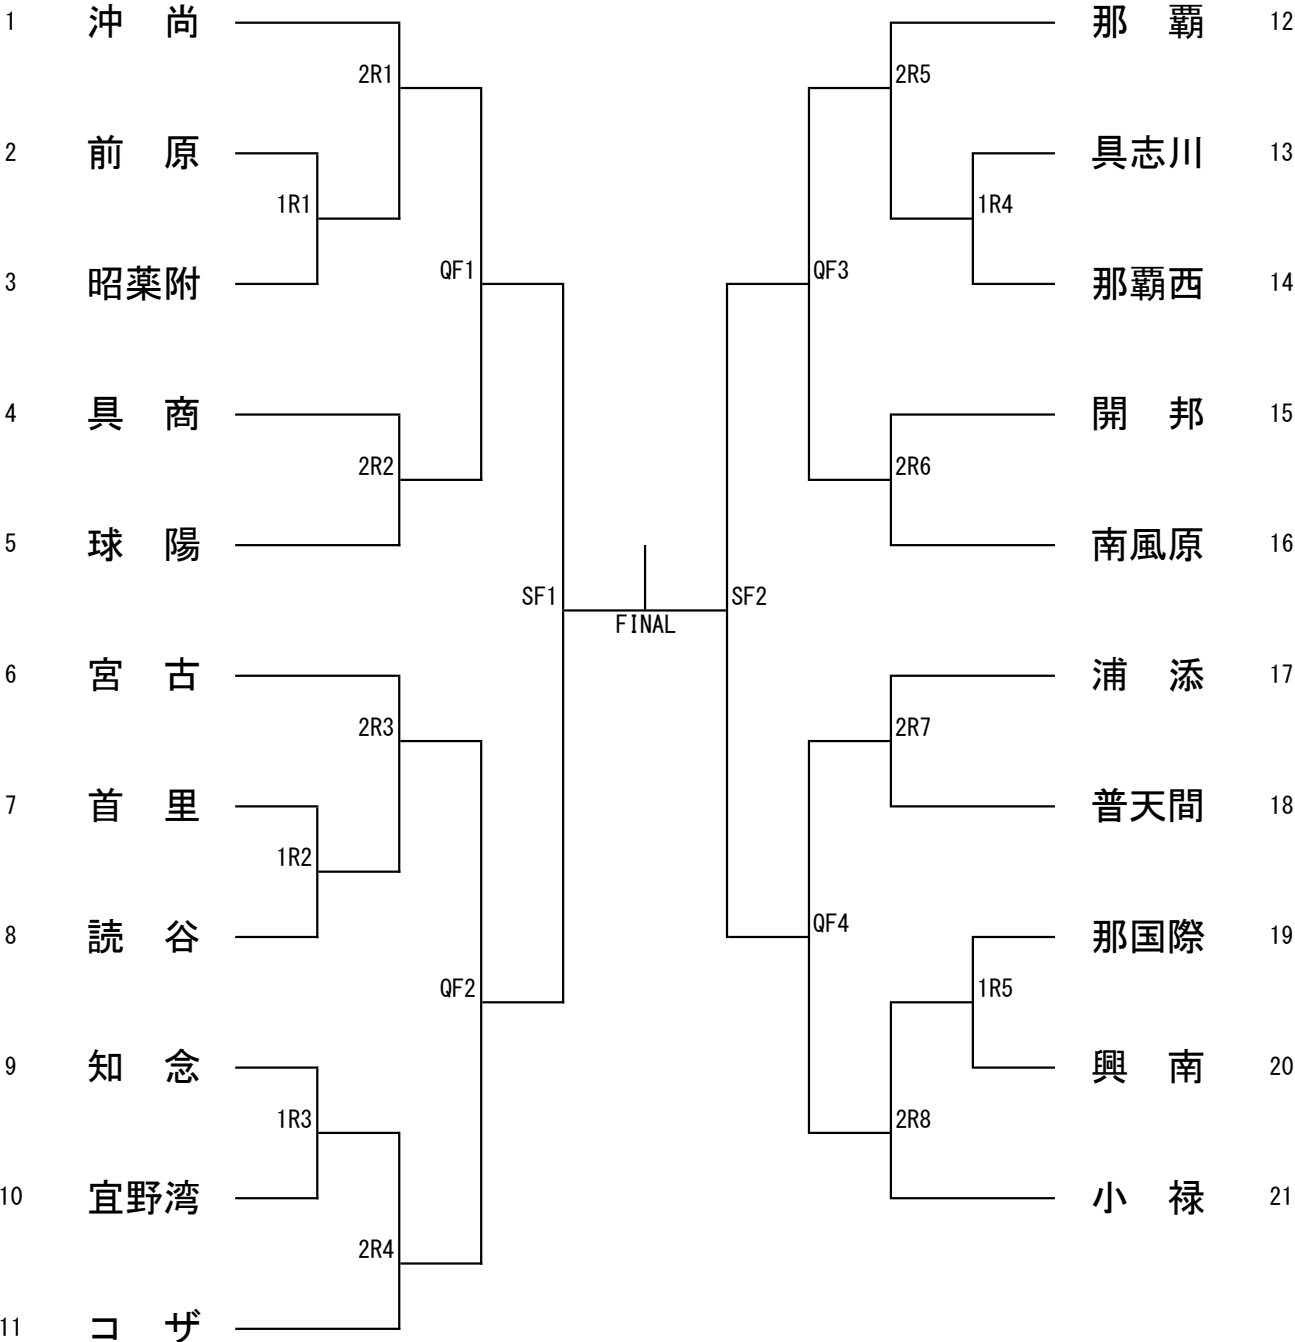 1 沖　尚
2R1
2 前　原
1R1
3 昭薬附
QF1
4 具　商
2R2
5 球　陽
SF1
6 宮　古
2R3
7 首　里
1R2
8 読　谷
QF2
9 知　念
1R3
10 宜野湾
2R4
11 コ　ザ
FINAL
那　覇 12
2R5
具志川 13
1R4
那覇西 14
QF3
開　邦 15
2R6
南風原 16
SF2
浦　添 17
2R7
普天間 18
QF4
那国際 19
1R5
興　南 20
2R8
小　禄 21